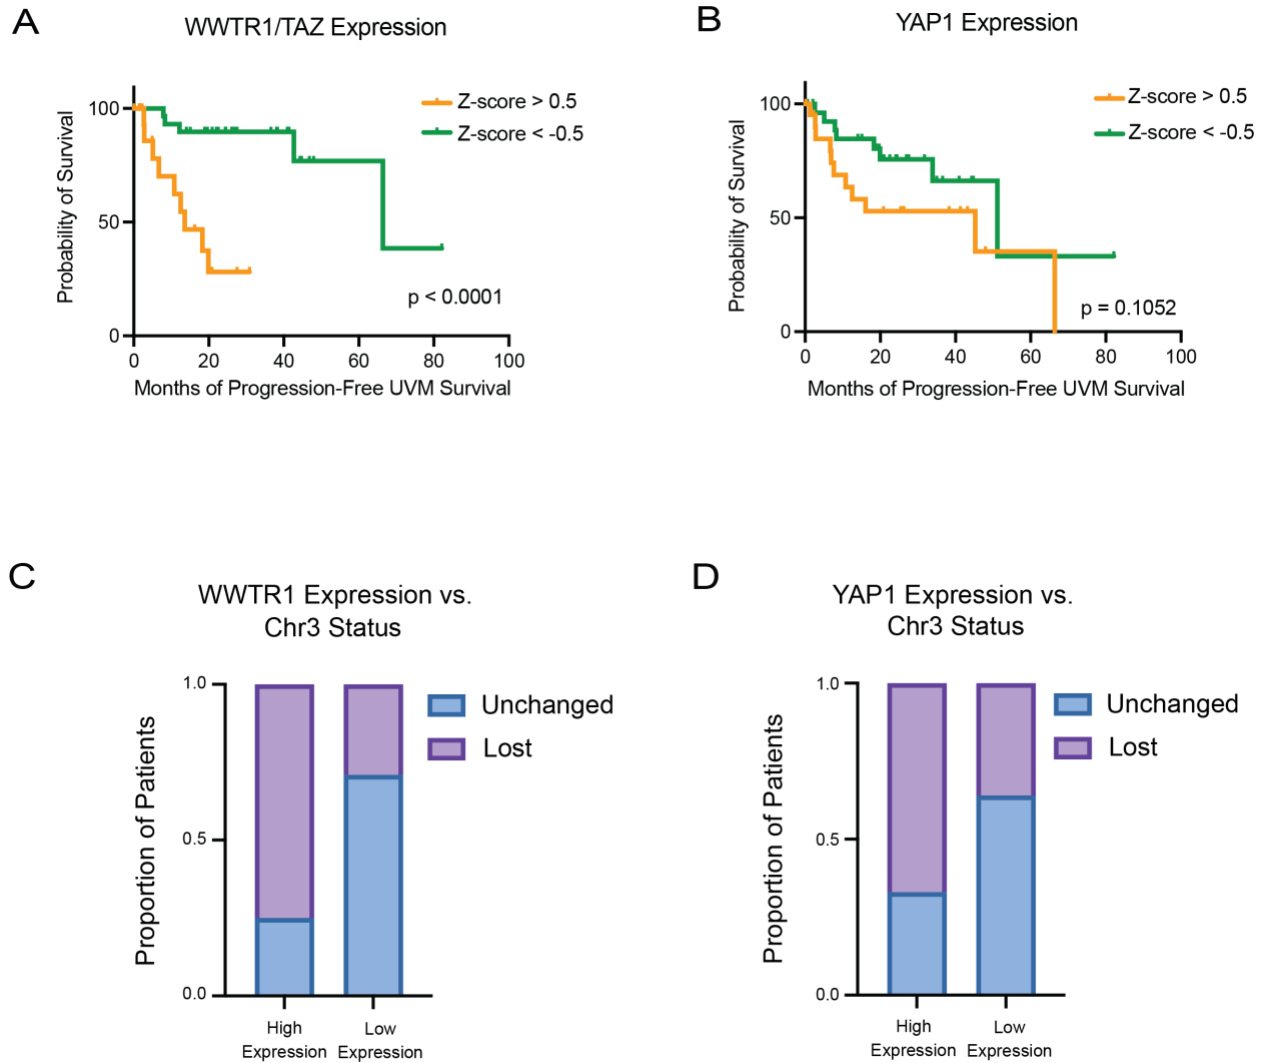 A
WWTR1/TAZ Expression
Probability of Survival
100
50
0
Z-score > 0.5
Z-score < -0.5
p < 0.0001
0 20 40 60 80 100
Months of Progression-Free UVM Survival
B
YAP1 Expression
Probability of Survival
100
50
0
Z-score > 0.5
Z-score < -0.5
p = 0.1052
0 20 40 60 80 100
Months of Progression-Free UVM Survival
C
WWTR1 Expression vs.
Chr3 Status
Proportion of Patients
1.0
0.5
0.0
Unchanged
Lost
High
Expression
Low
Expression
D
YAP1 Expression vs.
Chr3 Status
Proportion of Patients
1.0
0.5
0.0
Unchanged
Lost
High
Expression
Low
Expression